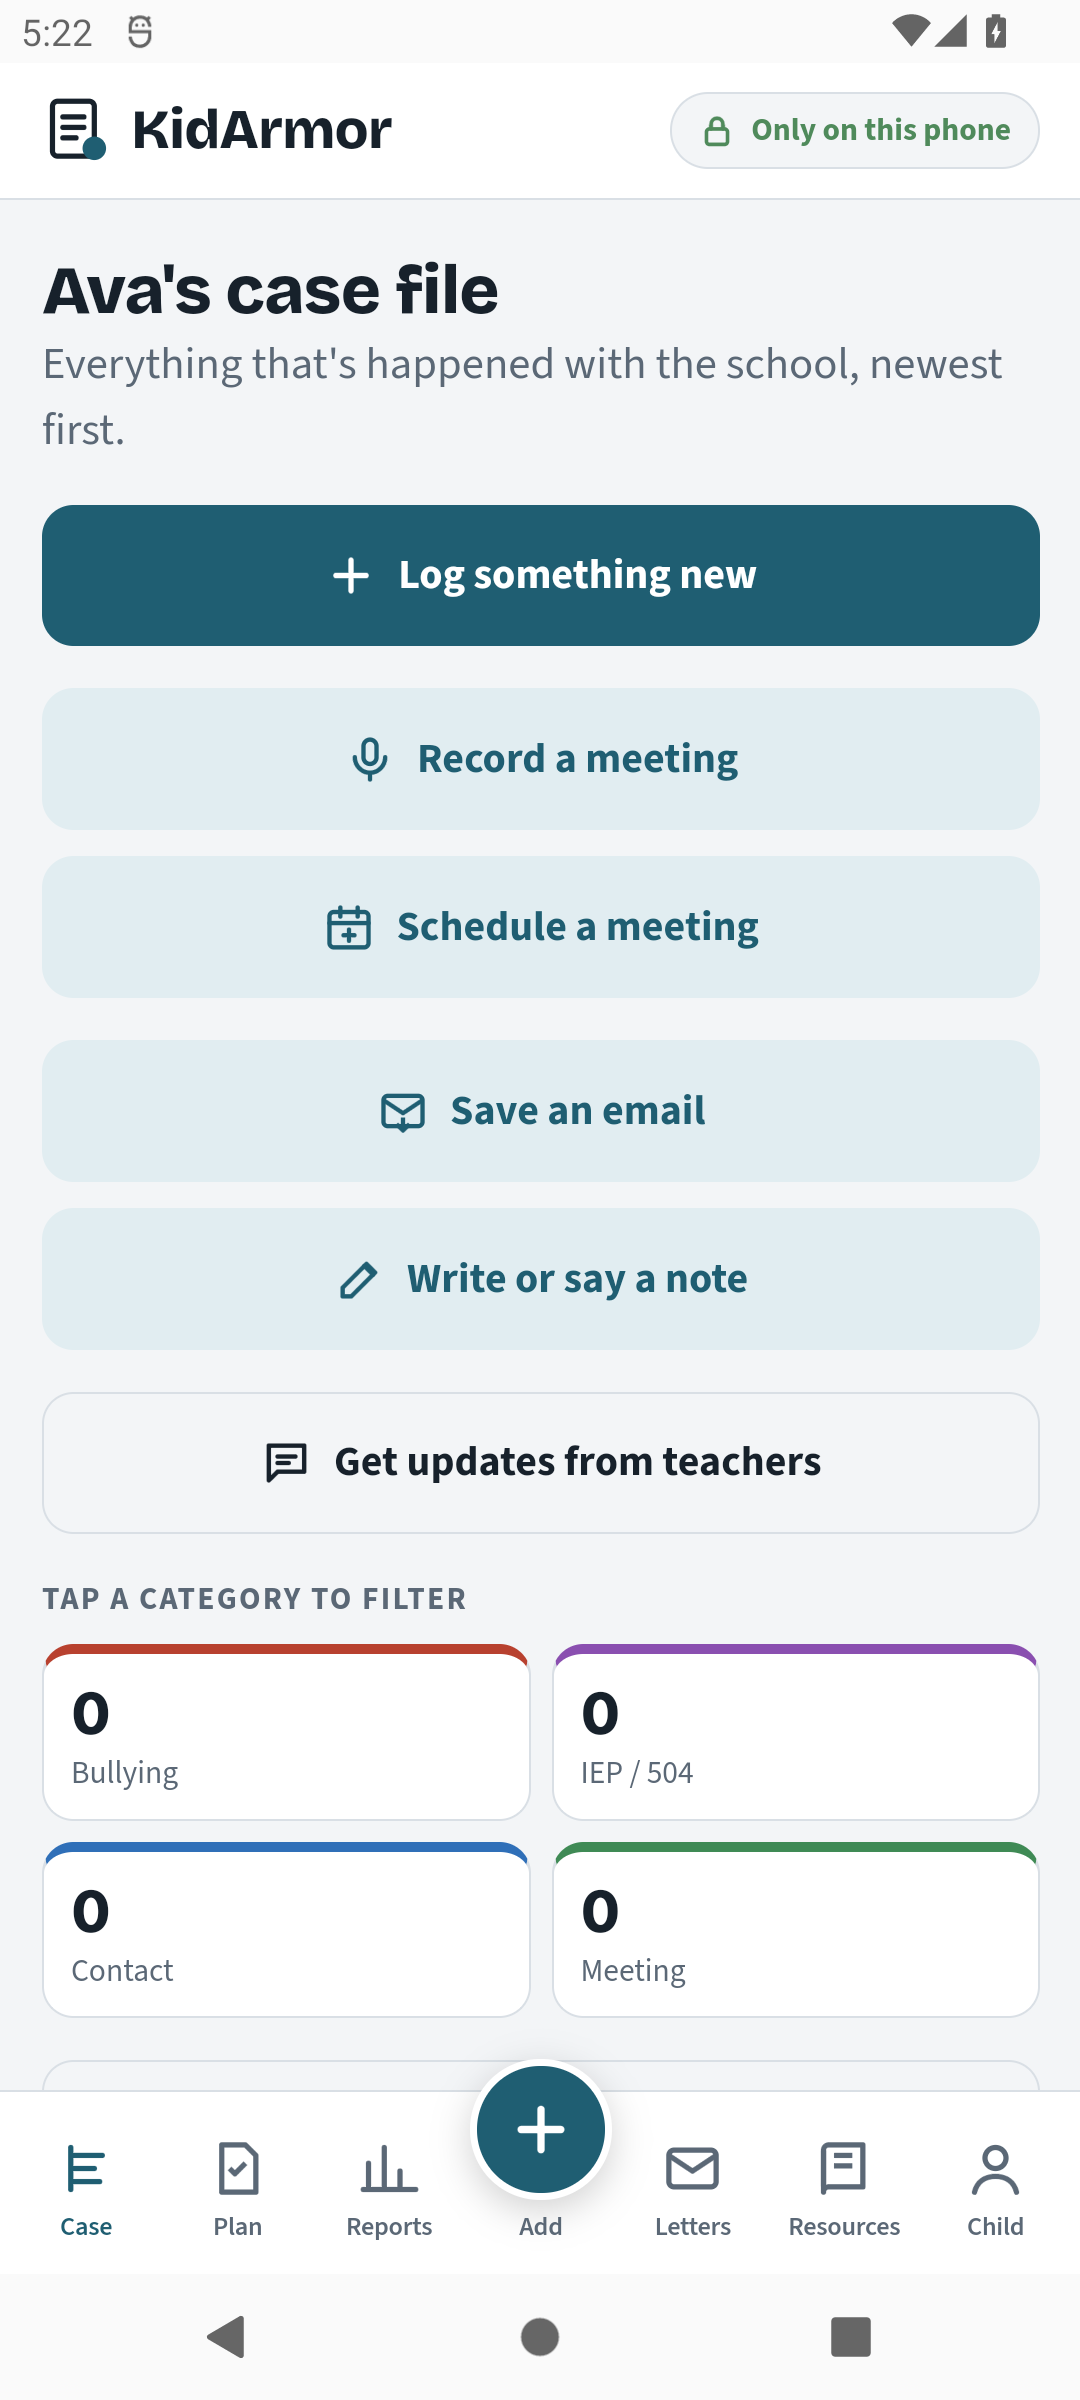 5:22
KidArmor
Only on this phone
Ava's case file
Everything that's happened with the school, newest
first.
Log something new
Record a meeting
Schedule a meeting
Save an email
Write or say a note
Get updates from teachers
TAP A CATEGORY TO FILTER
0
Bullying
0
IEP / 504
0
Contact
0
Meeting
Case
Plan
Reports
Add
Letters
Resources
Child